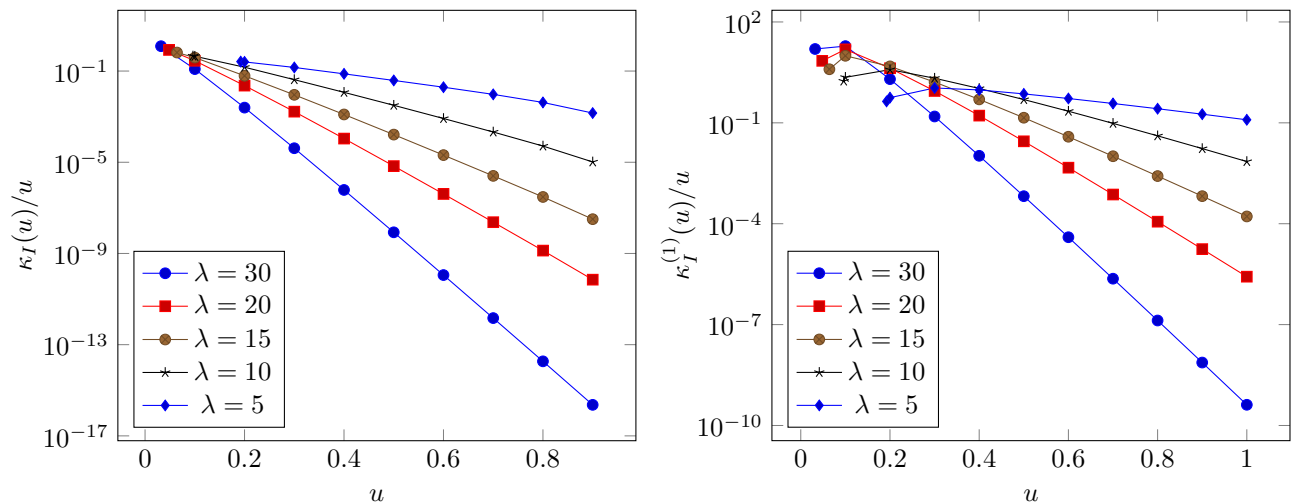 10^{-1}
10^{-5}
10^{-9}
10^{-13}
10^{-17}
κ_I(u)/u
0 0.2 0.4 0.6 0.8
u
λ = 30
λ = 20
λ = 15
λ = 10
λ = 5
10^{2}
10^{-1}
10^{-4}
10^{-7}
10^{-10}
κ_I^{(1)}(u)/u
0 0.2 0.4 0.6 0.8 1
u
λ = 30
λ = 20
λ = 15
λ = 10
λ = 5